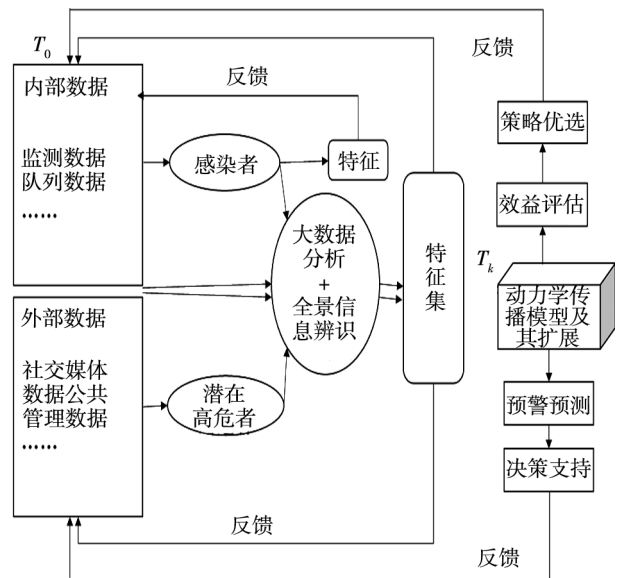 T0
内部数据
监测数据
队列数据
……
外部数据
社交媒体
数据公共
管理数据
……
反馈
感染者
特征
大数据
分析
+
全景信
息辨识
潜在
高危者
反馈
特征集
反馈
策略优选
效益评估
Tk
动力学传
播模型及
其扩展
预警预测
决策支持
反馈